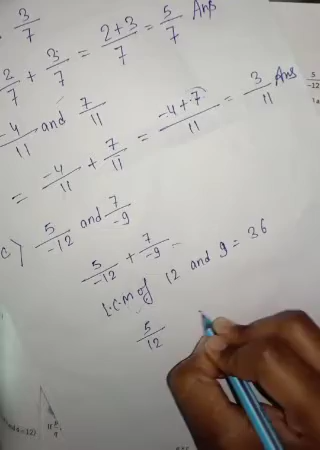 3/7
2/7 + 3/7 = 2+3/7 = 5/7 Ans
-4/11 and 7/11
= -4/11 + 7/11 = -4+7/11 = 3/11 Ans
c) 5/-12 and 7/-9
5/-12 + 7/-9
L.C.M of 12 and 9 = 36
5/12